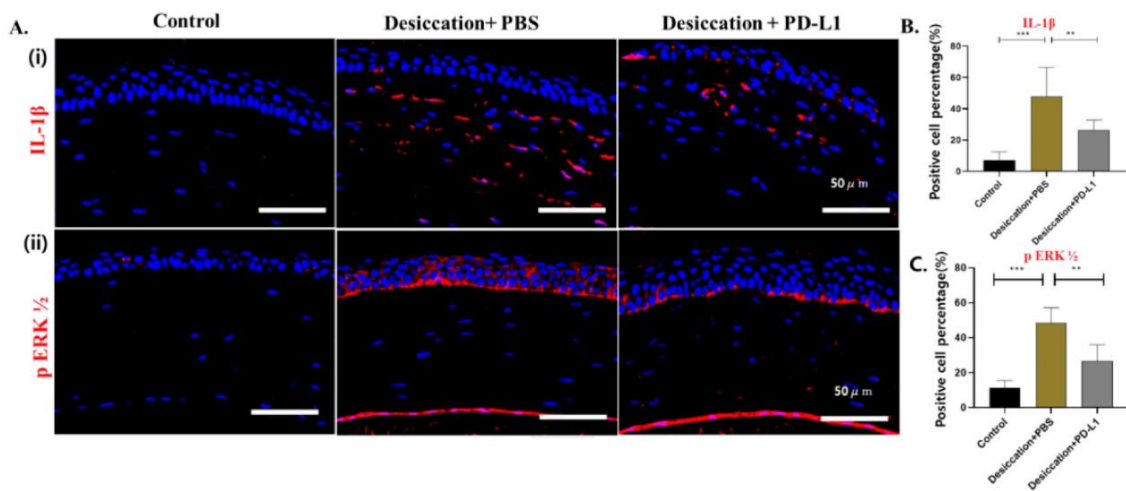 A.
Control
Desiccation+ PBS
Desiccation + PD-L1
(i)
IL-1β
50 μm
(ii)
p ERK ½
50 μm
B.
IL-1β
Positive cell percentage(%)
80
60
40
20
0
***
**
Control
Desiccation+PBS
Desiccation+PD-L1
C.
p ERK ½
Positive cell percentage(%)
80
60
40
20
0
***
**
Control
Desiccation+PBS
Desiccation+PD-L1